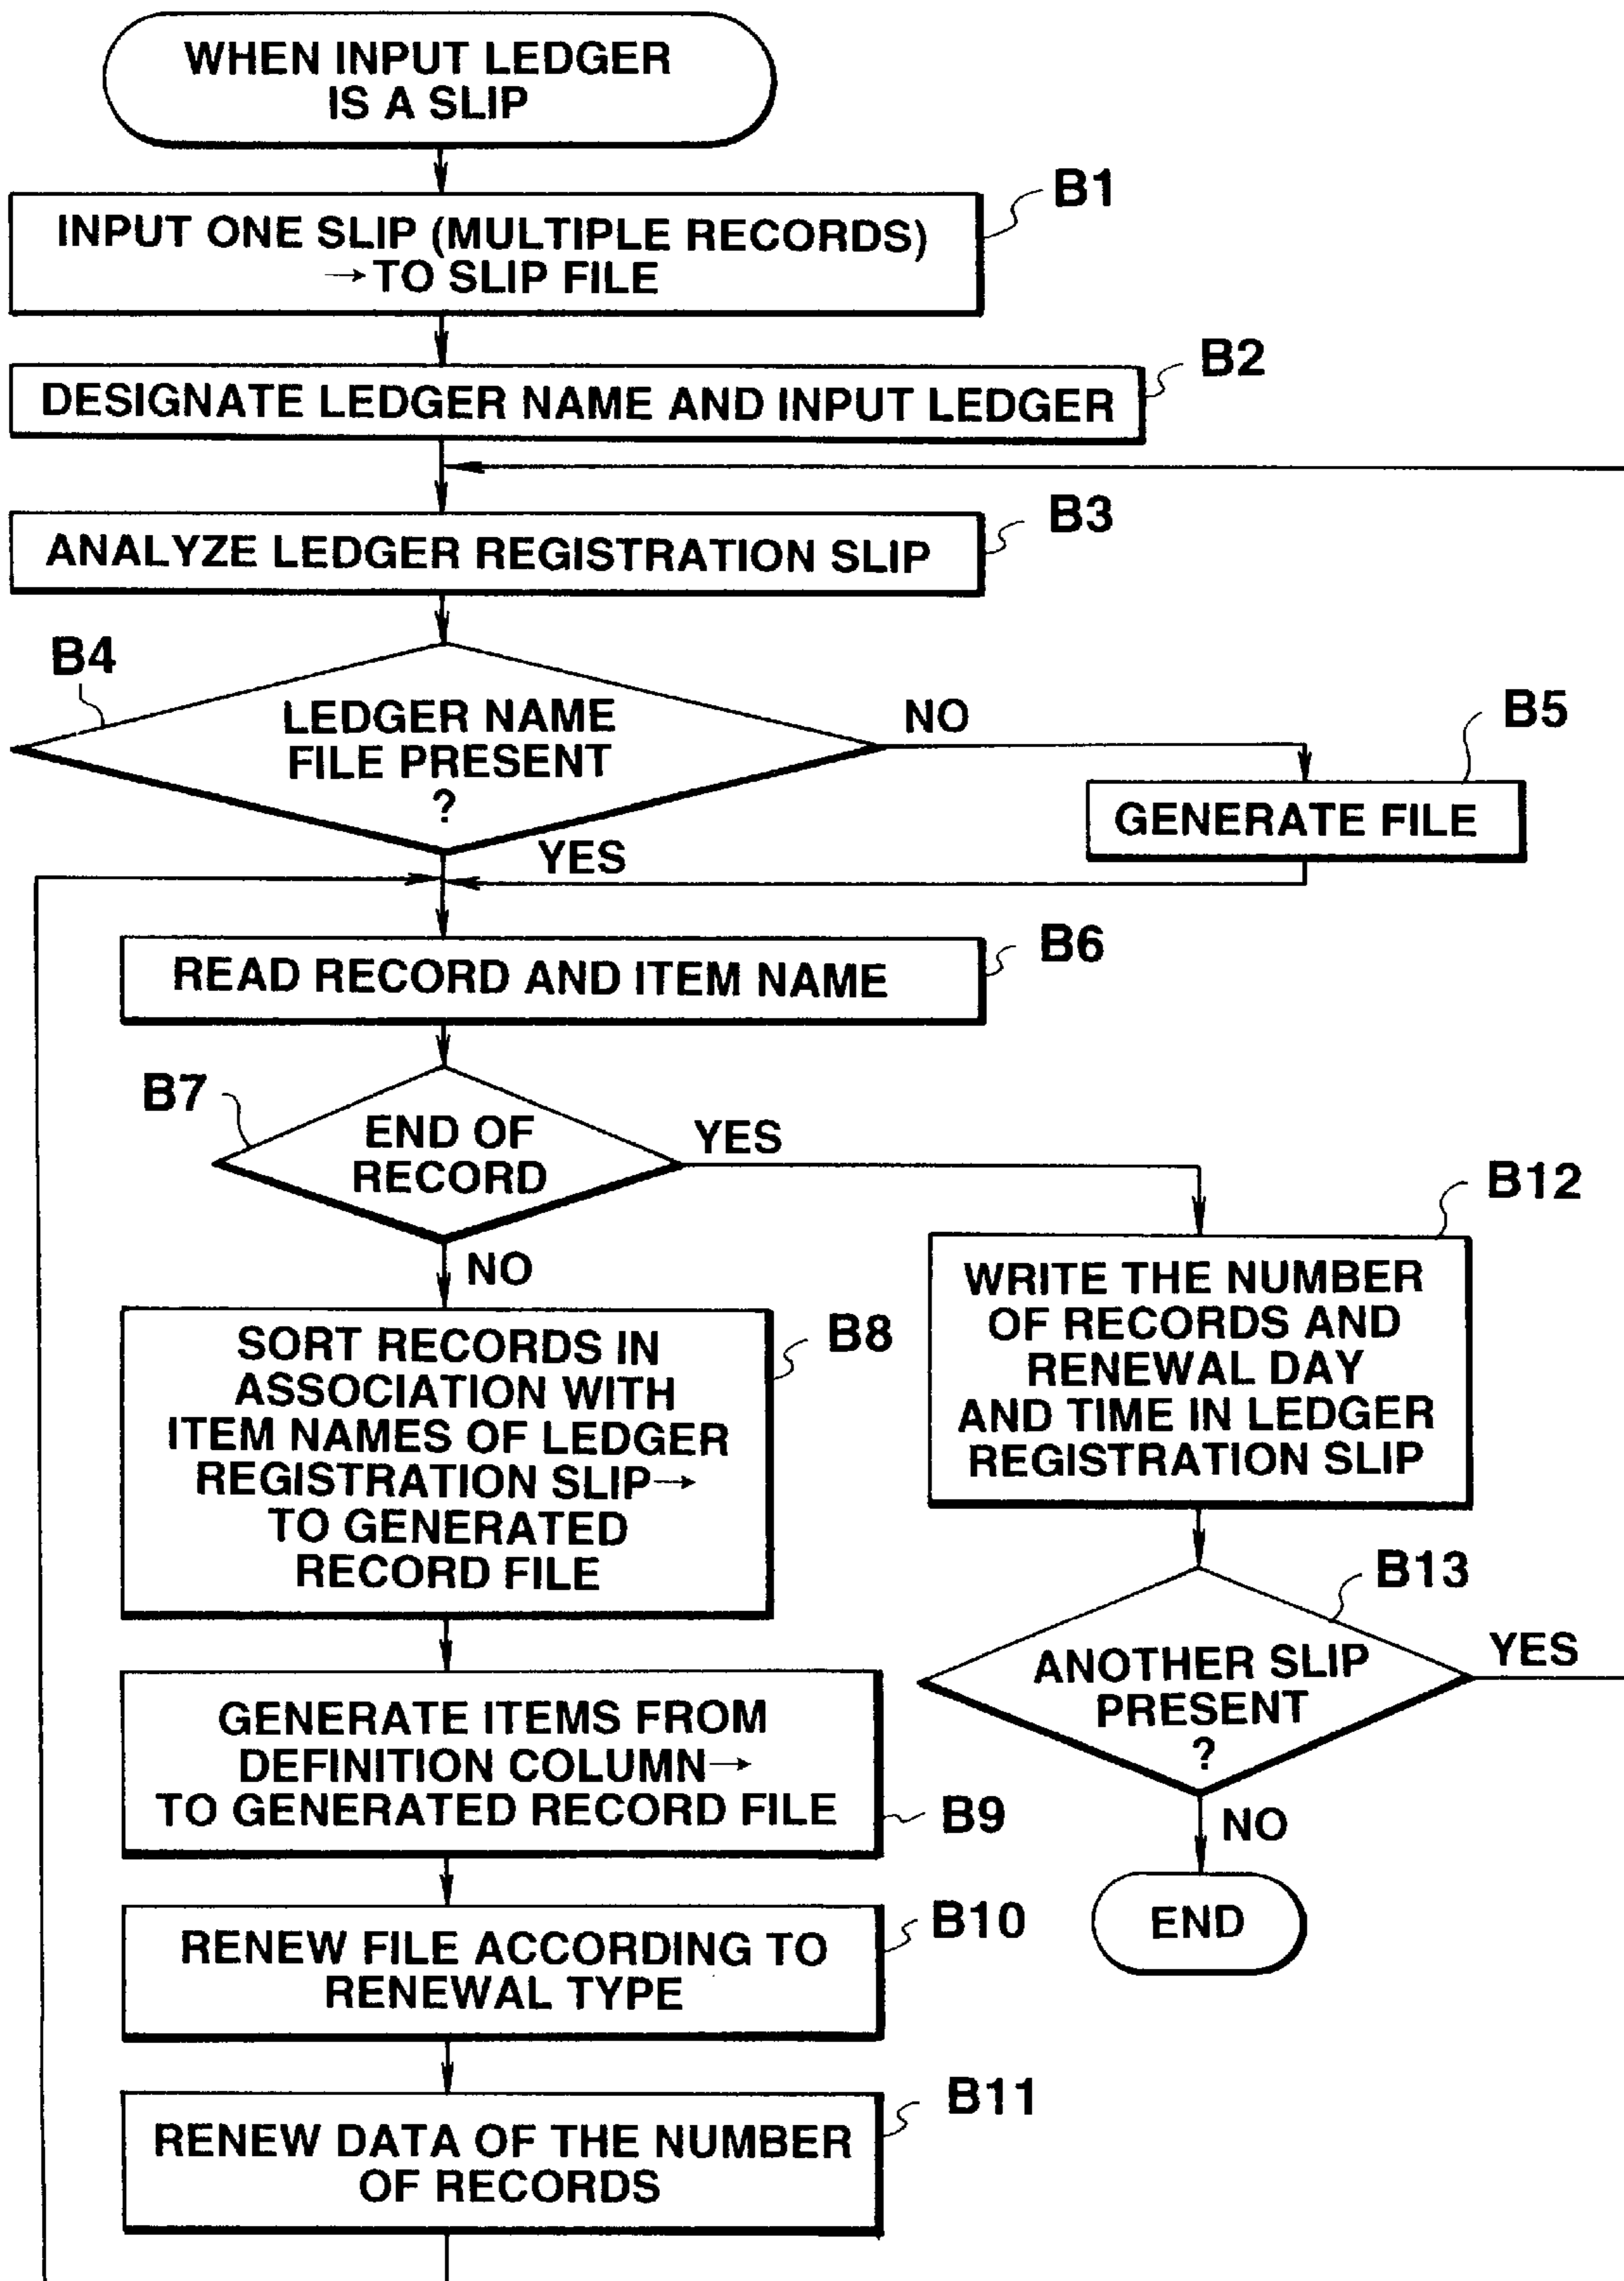 WHEN INPUT LEDGER
IS A SLIP
B1
INPUT ONE SLIP (MULTIPLE RECORDS)
→TO SLIP FILE
B2
DESIGNATE LEDGER NAME AND INPUT LEDGER
B3
ANALYZE LEDGER REGISTRATION SLIP
B4
LEDGER NAME
FILE PRESENT
?
NO
B5
GENERATE FILE
YES
B6
READ RECORD AND ITEM NAME
B7
END OF
RECORD
YES
NO
B8
SORT RECORDS IN
ASSOCIATION WITH
ITEM NAMES OF LEDGER
REGISTRATION SLIP→
TO GENERATED
RECORD FILE
B9
GENERATE ITEMS FROM
DEFINITION COLUMN→
TO GENERATED RECORD FILE
B10
RENEW FILE ACCORDING TO
RENEWAL TYPE
B11
RENEW DATA OF THE NUMBER
OF RECORDS
B12
WRITE THE NUMBER
OF RECORDS AND
RENEWAL DAY
AND TIME IN LEDGER
REGISTRATION SLIP
B13
ANOTHER SLIP
PRESENT
?
YES
NO
END